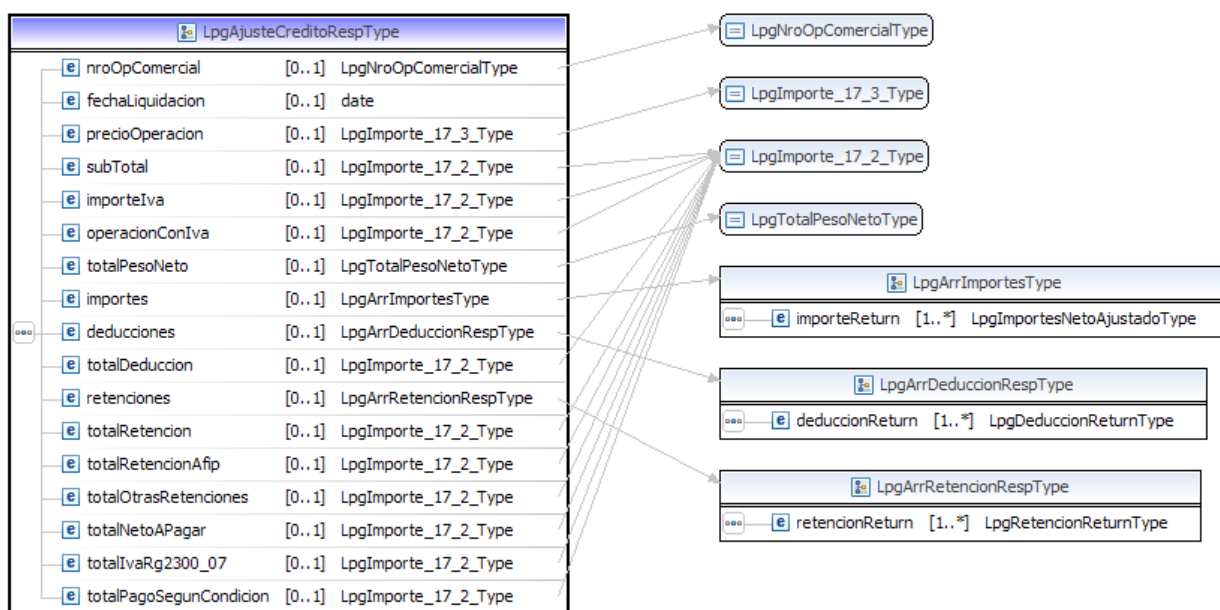 LpgAjusteCreditoRespType
nroOpComercial [0..1] LpgNroOpComercialType
fechaLiquidacion [0..1] date
precioOperacion [0..1] LpgImporte_17_3_Type
subTotal [0..1] LpgImporte_17_2_Type
importeIva [0..1] LpgImporte_17_2_Type
operacionConIva [0..1] LpgImporte_17_2_Type
totalPesoNeto [0..1] LpgTotalPesoNetoType
importes [0..1] LpgArrImportesType
deducciones [0..1] LpgArrDeduccionRespType
totalDeduccion [0..1] LpgImporte_17_2_Type
retenciones [0..1] LpgArrRetencionRespType
totalRetencion [0..1] LpgImporte_17_2_Type
totalRetencionAfip [0..1] LpgImporte_17_2_Type
totalOtrasRetenciones [0..1] LpgImporte_17_2_Type
totalNetoAPagar [0..1] LpgImporte_17_2_Type
totalIvaRg2300_07 [0..1] LpgImporte_17_2_Type
totalPagoSegunCondicion [0..1] LpgImporte_17_2_Type
LpgNroOpComercialType
LpgImporte_17_3_Type
LpgImporte_17_2_Type
LpgTotalPesoNetoType
LpgArrImportesType
importeReturn [1..*] LpgImportesNetoAjustadoType
LpgArrDeduccionRespType
deduccionReturn [1..*] LpgDeduccionReturnType
LpgArrRetencionRespType
retencionReturn [1..*] LpgRetencionReturnType